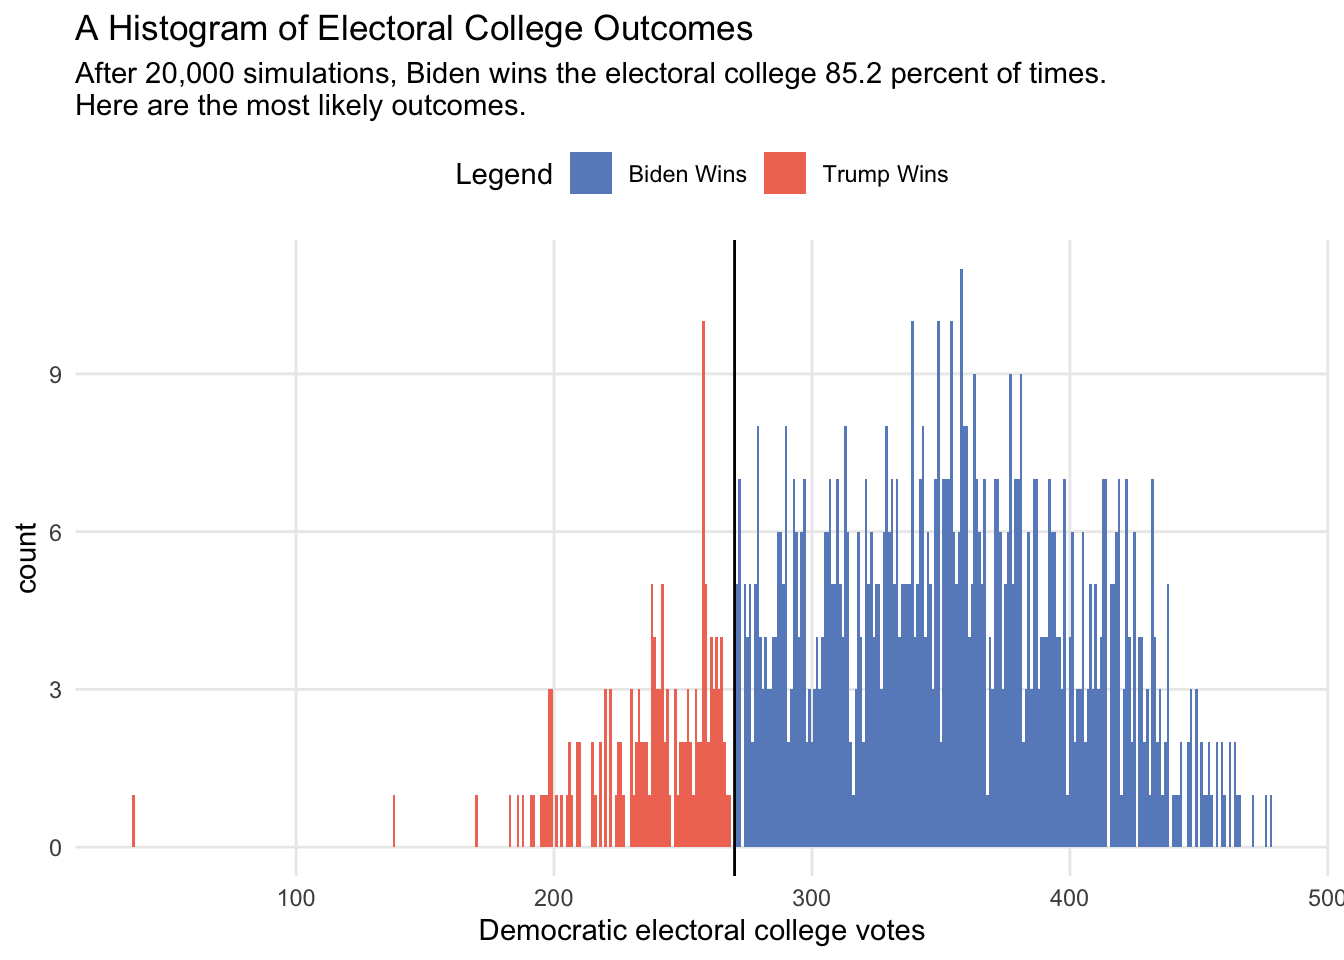 A Histogram of Electoral College Outcomes
After 20,000 simulations, Biden wins the electoral college 85.2 percent of times.
Here are the most likely outcomes.
Legend Biden Wins Trump Wins
count
9
6
3
0
100 200 300 400 500
Democratic electoral college votes